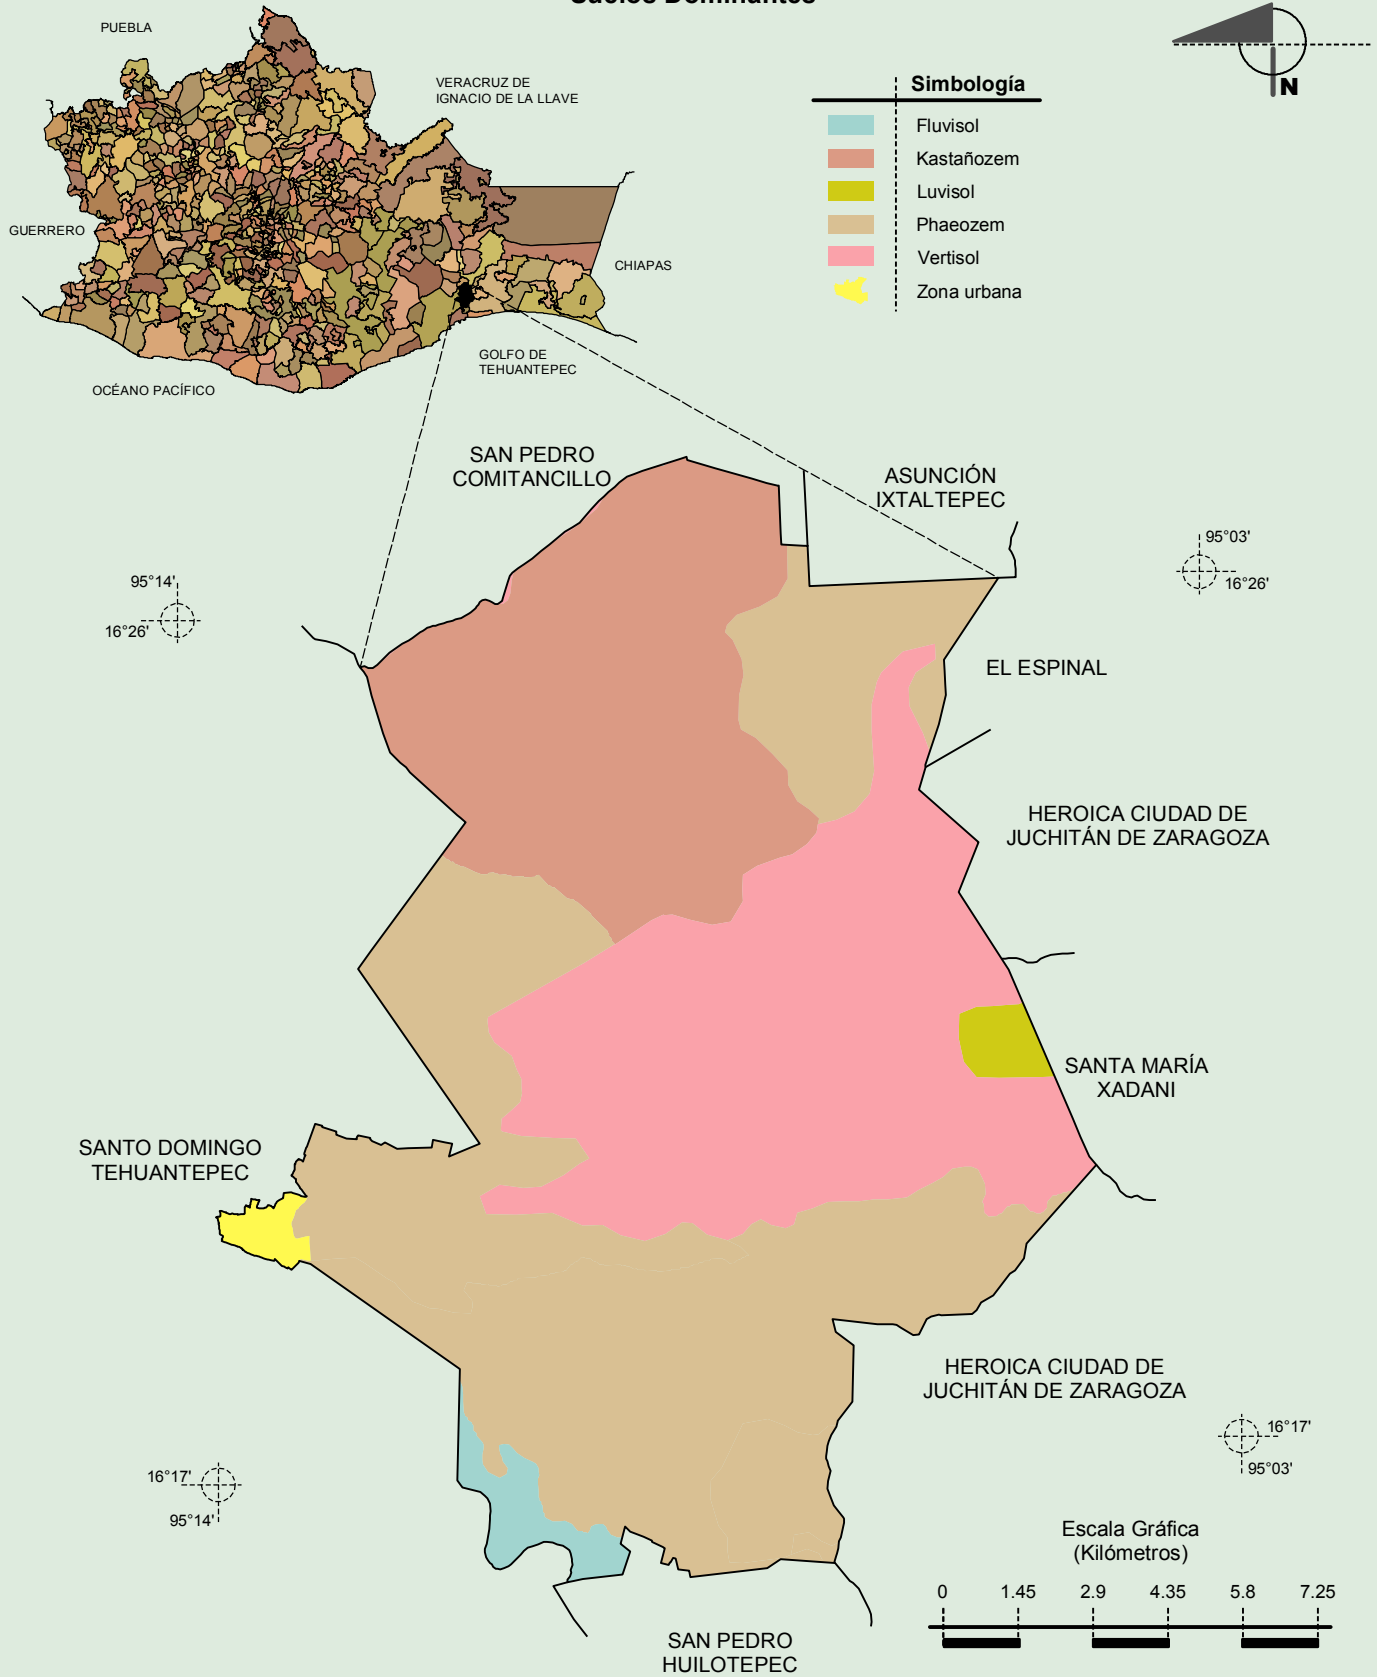 Suelos Dominantes
PUEBLA
VERACRUZ DE
IGNACIO DE LA LLAVE
GUERRERO
CHIAPAS
GOLFO DE
TEHUANTEPEC
OCÉANO PACÍFICO
N
Simbología
Fluvisol
Kastañozem
Luvisol
Phaeozem
Vertisol
Zona urbana
SAN PEDRO
COMITANCILLO
ASUNCIÓN
IXTALTEPEC
95°14'
16°26'
95°03'
16°26'
EL ESPINAL
HEROICA CIUDAD DE
JUCHITÁN DE ZARAGOZA
SANTA MARÍA
XADANI
SANTO DOMINGO
TEHUANTEPEC
HEROICA CIUDAD DE
JUCHITÁN DE ZARAGOZA
16°17'
95°14'
16°17'
95°03'
Escala Gráfica
(Kilómetros)
0 1.45 2.9 4.35 5.8 7.25
SAN PEDRO
HUILOTEPEC